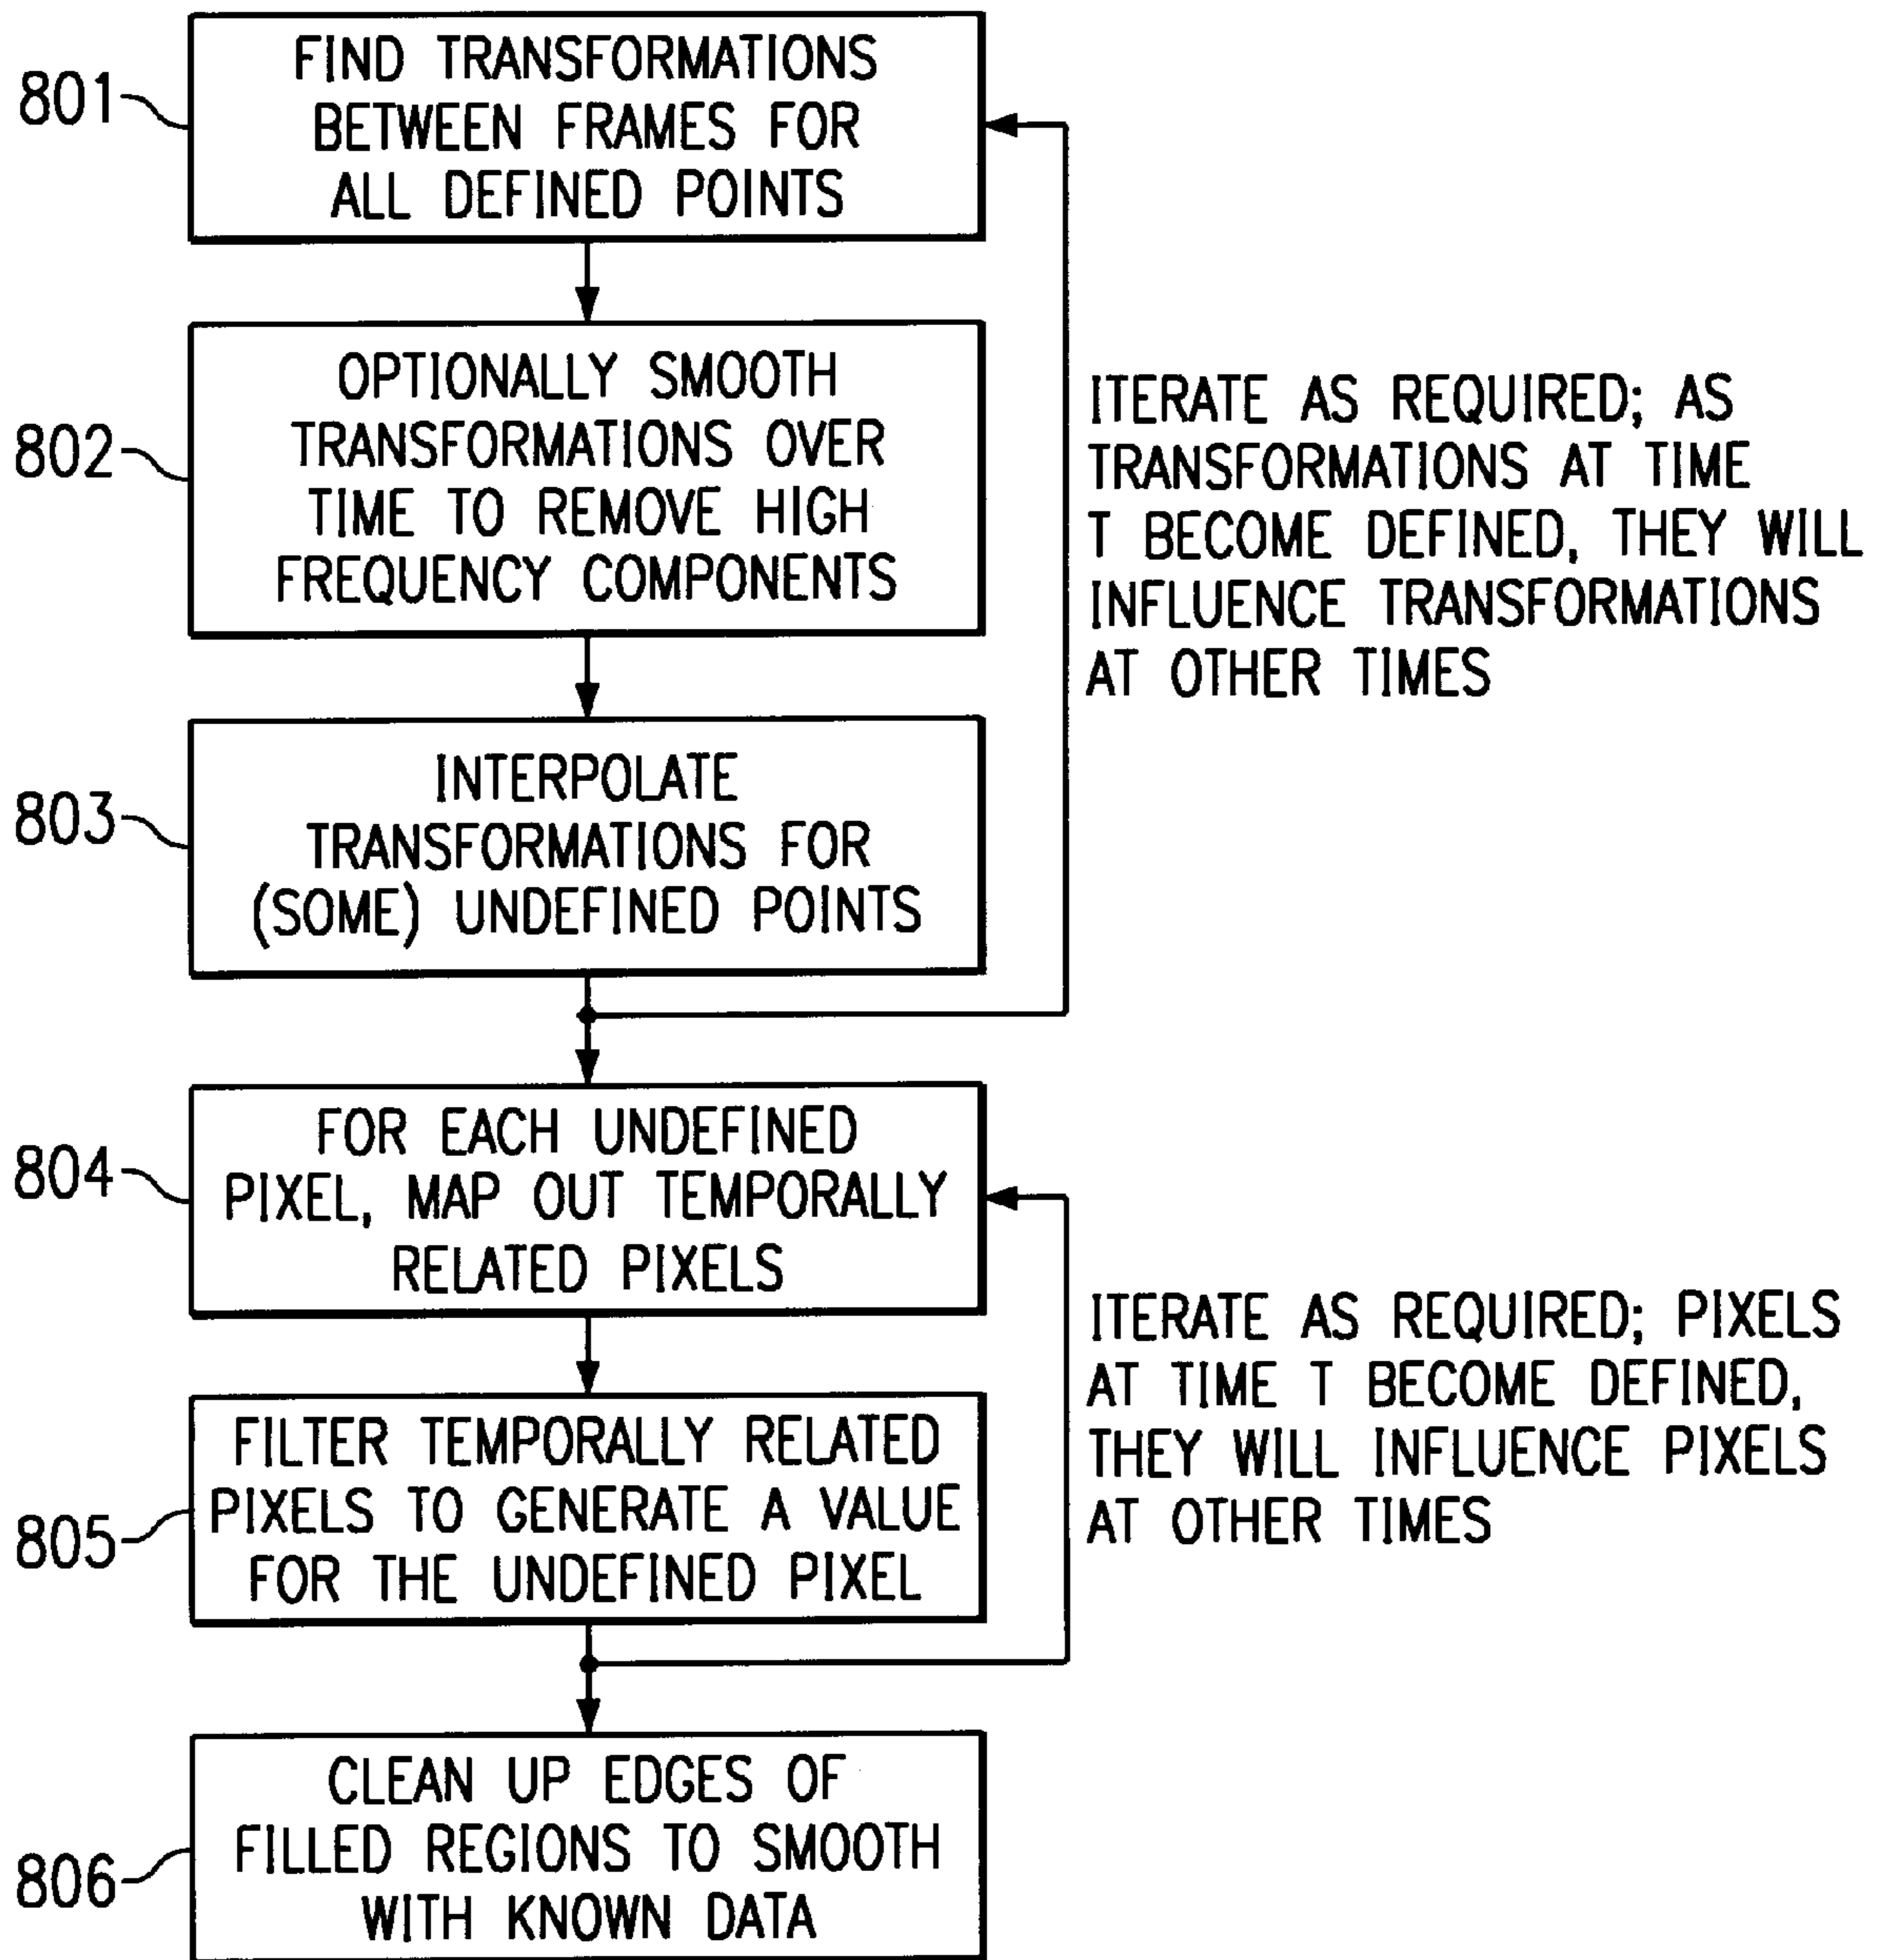 801
FIND TRANSFORMATIONS
BETWEEN FRAMES FOR
ALL DEFINED POINTS
802
OPTIONALLY SMOOTH
TRANSFORMATIONS OVER
TIME TO REMOVE HIGH
FREQUENCY COMPONENTS
ITERATE AS REQUIRED; AS
TRANSFORMATIONS AT TIME
T BECOME DEFINED, THEY WILL
INFLUENCE TRANSFORMATIONS
AT OTHER TIMES
803
INTERPOLATE
TRANSFORMATIONS FOR
(SOME) UNDEFINED POINTS
804
FOR EACH UNDEFINED
PIXEL, MAP OUT TEMPORALLY
RELATED PIXELS
805
FILTER TEMPORALLY RELATED
PIXELS TO GENERATE A VALUE
FOR THE UNDEFINED PIXEL
ITERATE AS REQUIRED; PIXELS
AT TIME T BECOME DEFINED,
THEY WILL INFLUENCE PIXELS
AT OTHER TIMES
806
CLEAN UP EDGES OF
FILLED REGIONS TO SMOOTH
WITH KNOWN DATA